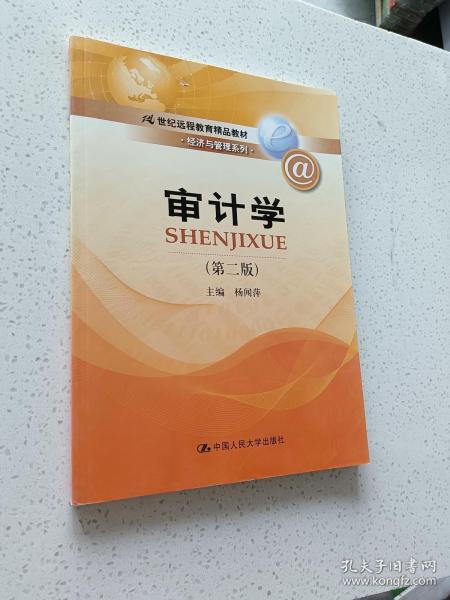 21世纪远程教育精品教材
·经济与管理系列·
e
@
审计学
SHENJIXUE
（第二版）
主编 杨闻萍
中国人民大学出版社
孔夫子旧书网
www.kongfz.com